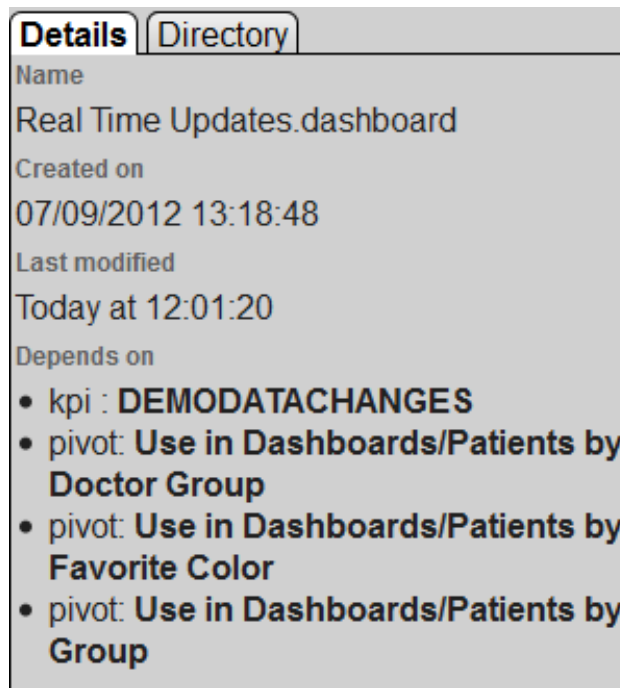 Details Directory
Name
Real Time Updates.dashboard
Created on
07/09/2012 13:18:48
Last modified
Today at 12:01:20
Depends on
• kpi : DEMODATACHANGES
• pivot: Use in Dashboards/Patients by
Doctor Group
• pivot: Use in Dashboards/Patients by
Favorite Color
• pivot: Use in Dashboards/Patients by
Group